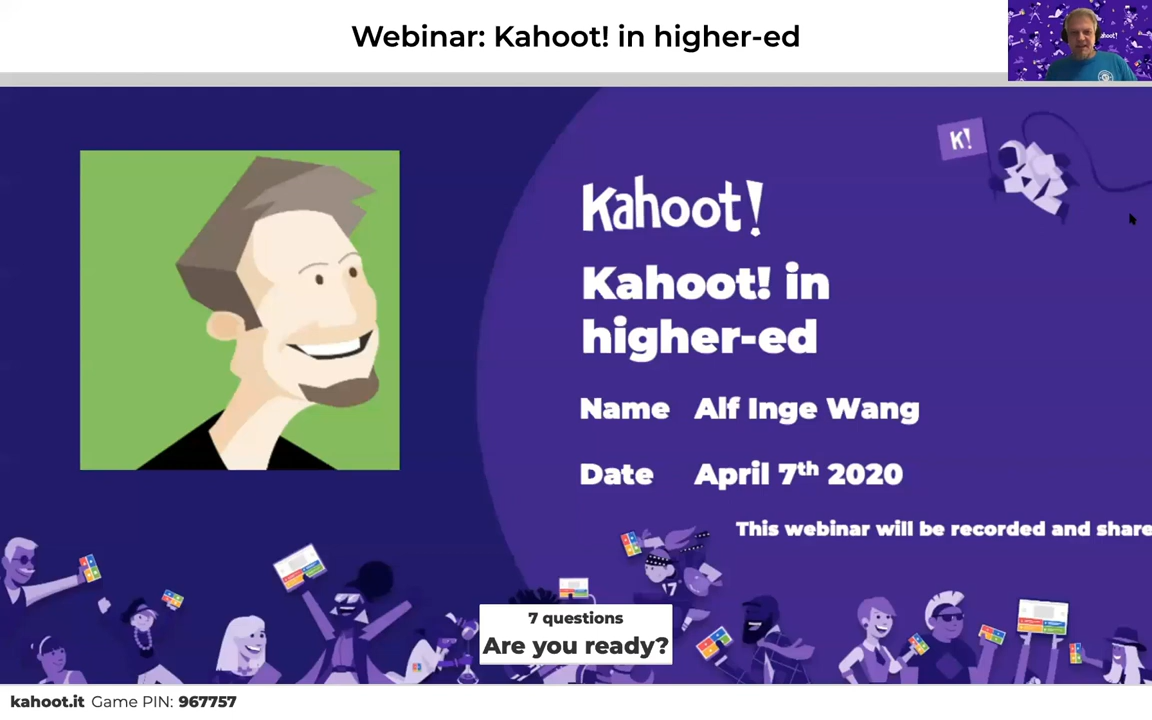 Webinar: Kahoot! in higher-ed
K!
Kahoot!
Kahoot! in
higher-ed
Name Alf Inge Wang
Date April 7th 2020
This webinar will be recorded and share
7 questions
Are you ready?
kahoot.it Game PIN: 967757